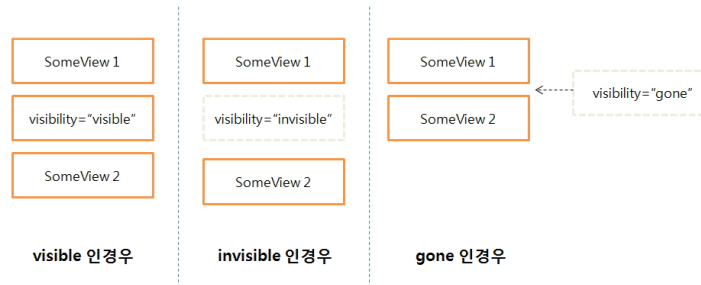 SomeView 1
visibility=“visible”
SomeView 2
visible 인경우
SomeView 1
visibility=“invisible”
SomeView 2
invisible 인경우
SomeView 1
SomeView 2
visibility=“gone”
gone 인경우